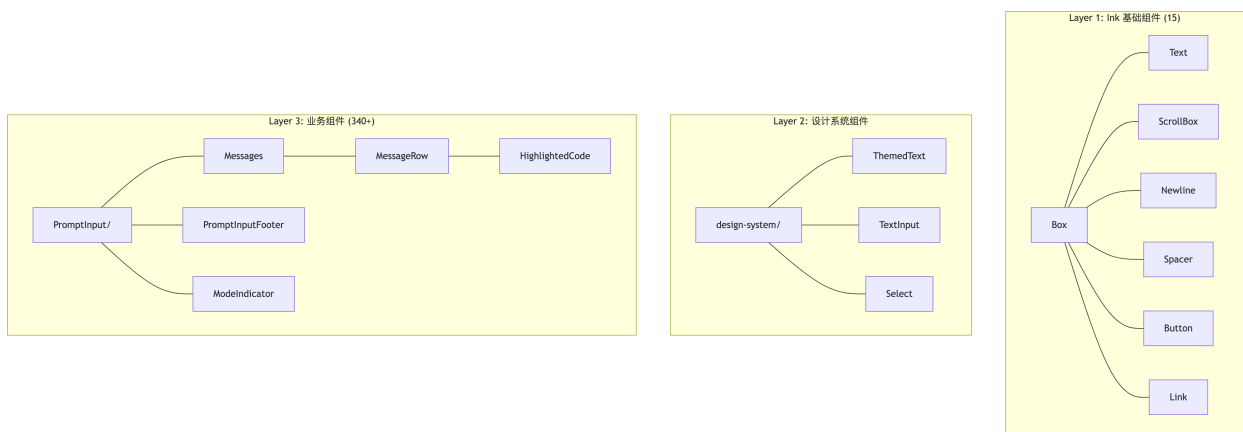 Layer 3: 业务组件 (340+)
Messages
MessageRow
HighlightedCode
PromptInput/
PromptInputFooter
ModeIndicator
Layer 2: 设计系统组件
ThemedText
design-system/
TextInput
Select
Layer 1: Ink 基础组件 (15)
Text
ScrollBox
Newline
Box
Spacer
Button
Link